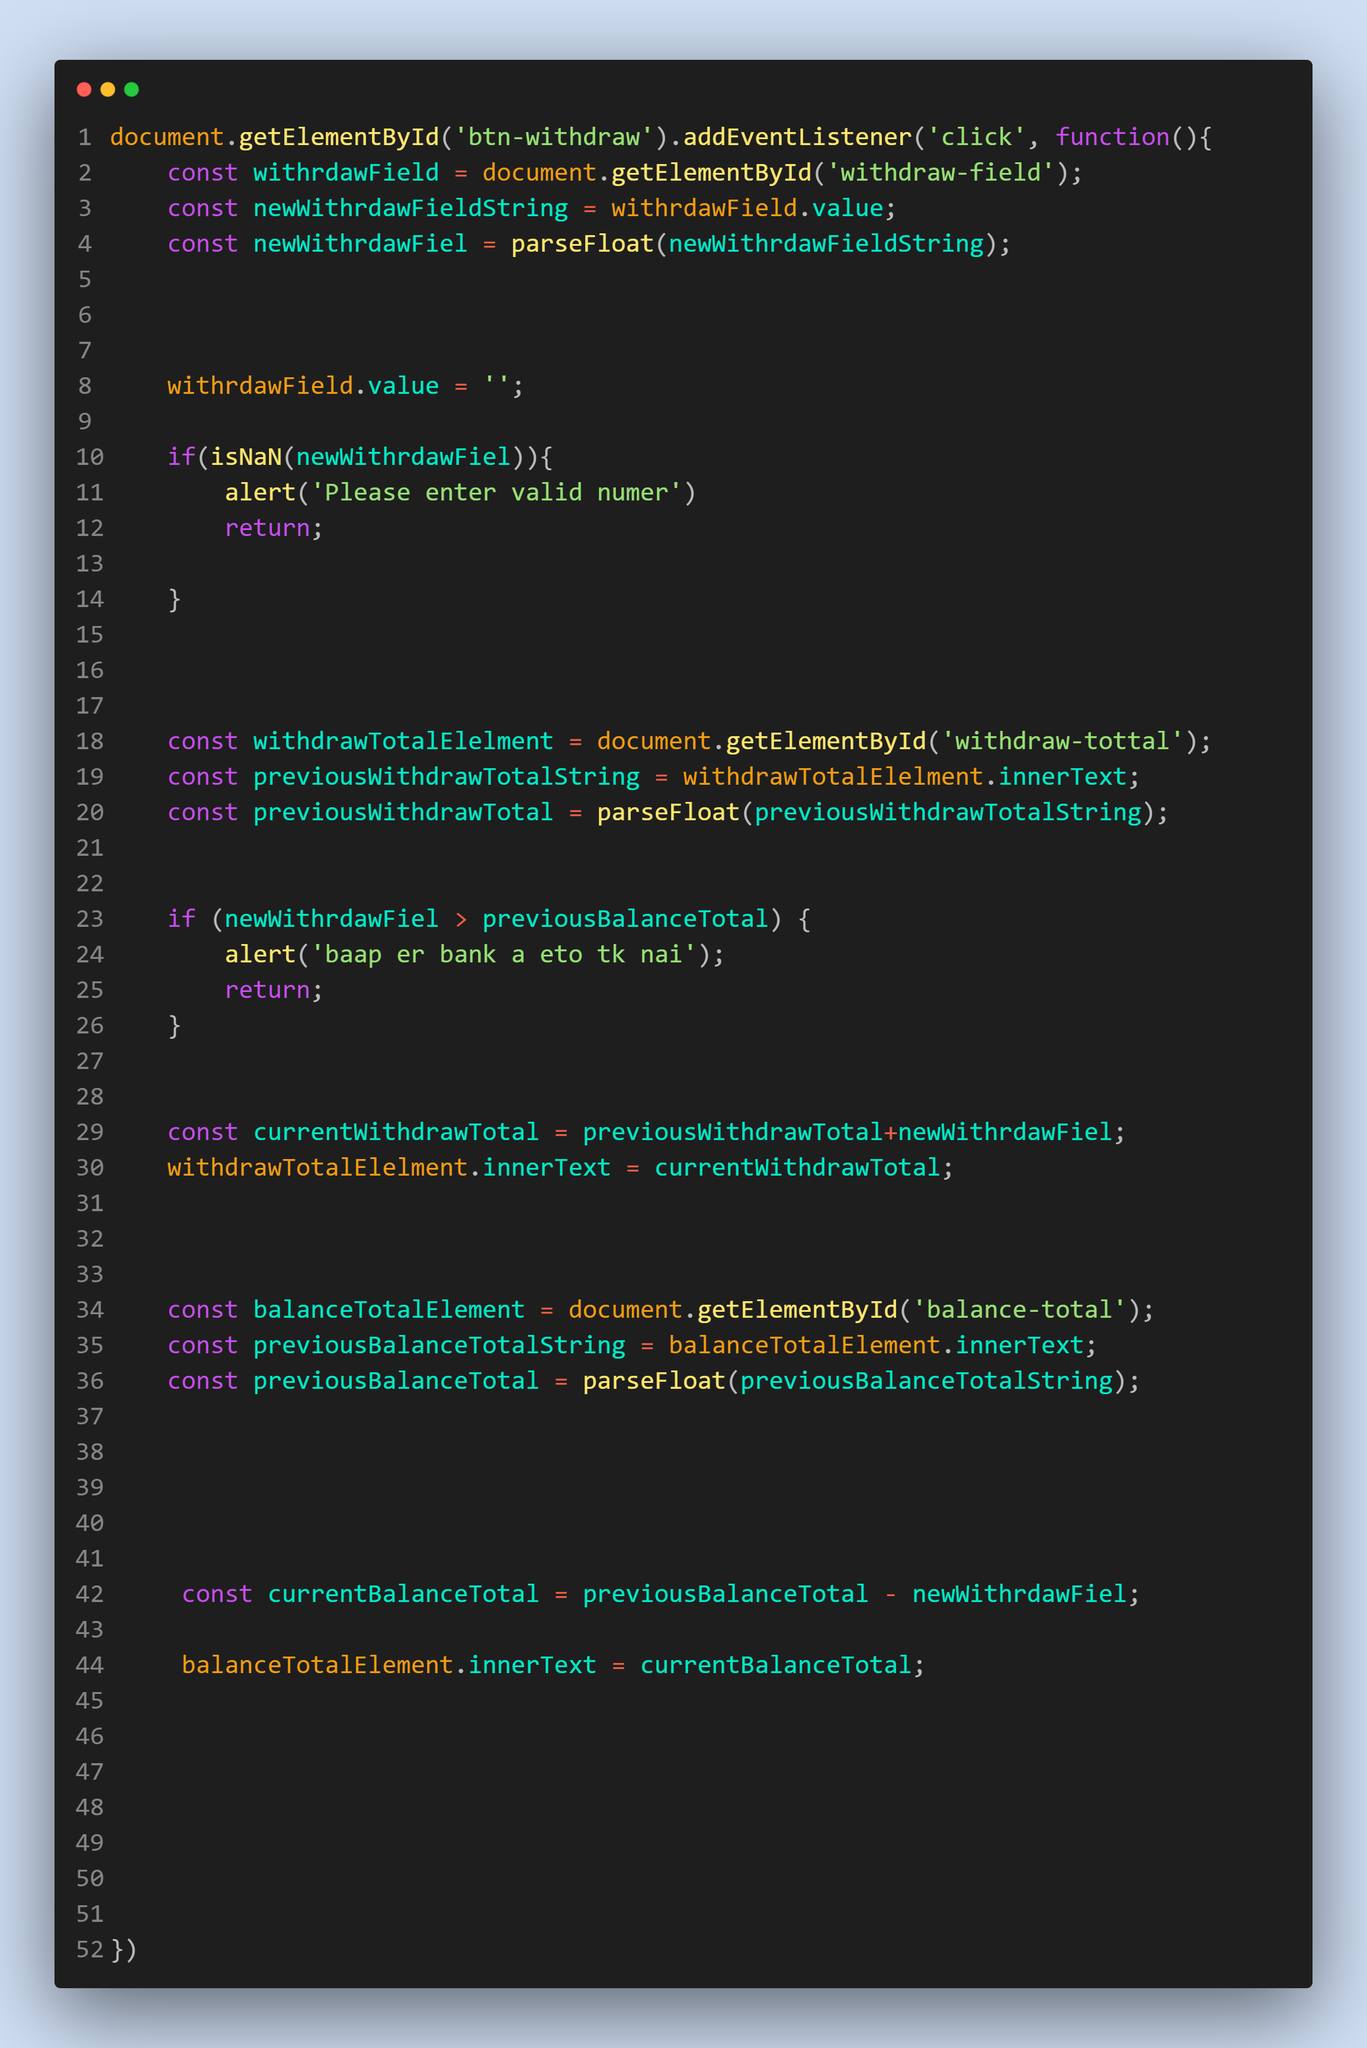 1 document.getElementById('btn-withdraw').addEventListener('click', function(){
2     const withrdawField = document.getElementById('withdraw-field');
3     const newWithrdawFieldString = withrdawField.value;
4     const newWithrdawFiel = parseFloat(newWithrdawFieldString);
5
6
7
8     withrdawField.value = '';
9
10     if(isNaN(newWithrdawFiel)){
11         alert('Please enter valid numer')
12         return;
13
14     }
15
16
17
18     const withdrawTotalElelment = document.getElementById('withdraw-tottal');
19     const previousWithdrawTotalString = withdrawTotalElelment.innerText;
20     const previousWithdrawTotal = parseFloat(previousWithdrawTotalString);
21
22
23     if (newWithrdawFiel > previousBalanceTotal) {
24         alert('baap er bank a eto tk nai');
25         return;
26     }
27
28
29     const currentWithdrawTotal = previousWithdrawTotal+newWithrdawFiel;
30     withdrawTotalElelment.innerText = currentWithdrawTotal;
31
32
33
34     const balanceTotalElement = document.getElementById('balance-total');
35     const previousBalanceTotalString = balanceTotalElement.innerText;
36     const previousBalanceTotal = parseFloat(previousBalanceTotalString);
37
38
39
40
41
42      const currentBalanceTotal = previousBalanceTotal - newWithrdawFiel;
43
44      balanceTotalElement.innerText = currentBalanceTotal;
45
46
47
48
49
50
51
52 })